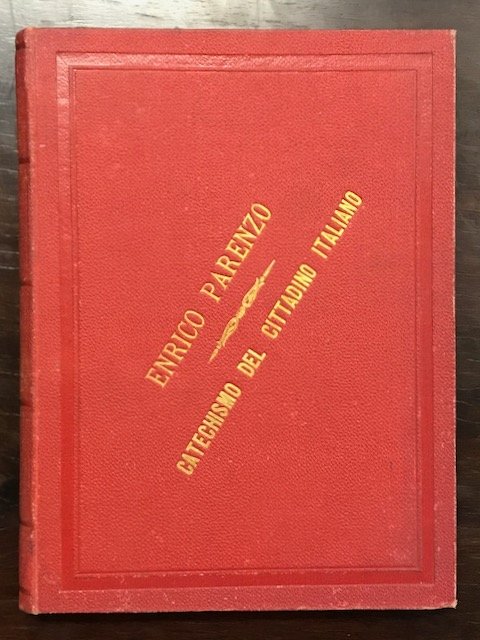 ENRICO PARENZO
CATECHISMO DEL CITTADINO ITALIANO